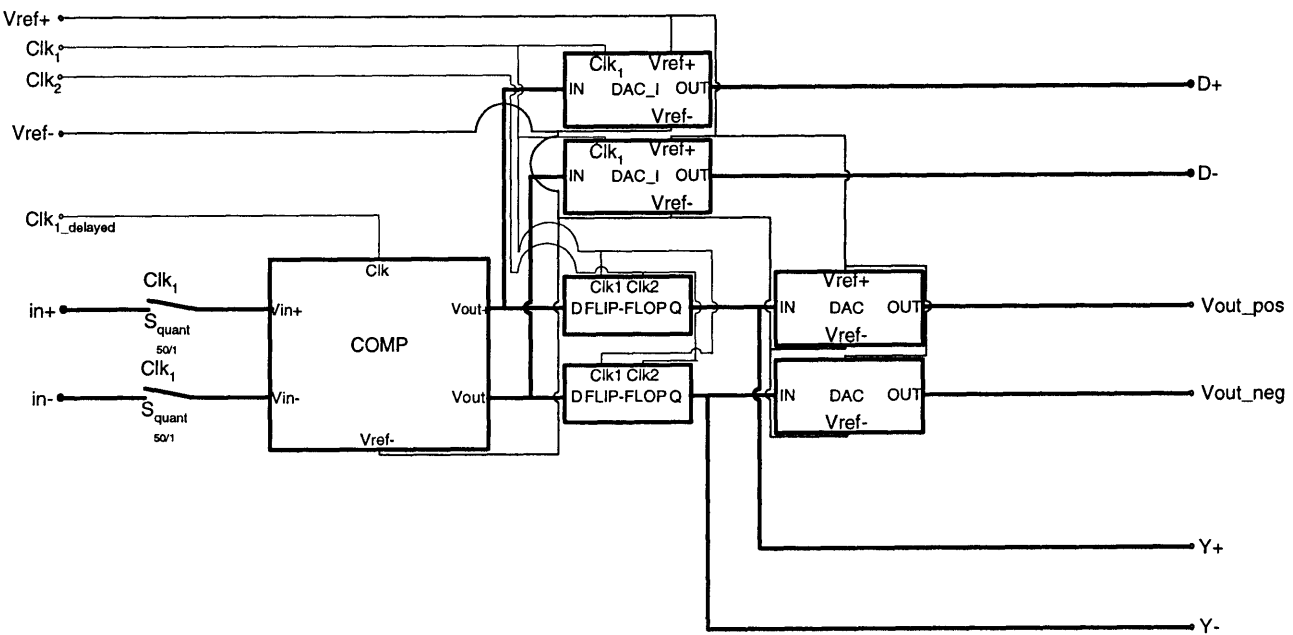 Vref+
Clk1
Clk2
Vref-
Clk1_delayed
Clk1 Vref+
IN DAC_I OUT
Vref-
D+
Clk1 Vref+
IN DAC_I OUT
Vref-
D-
Clk
Clk1
in+
Squant
50/1
Vin+
Vout+
COMP
Clk1
in-
Squant
50/1
Vin-
Vout
Vref-
Clk1 Clk2
D FLIP-FLOP Q
Clk1 Clk2
D FLIP-FLOP Q
Vref+
IN DAC OUT
Vref-
Vout_pos
IN DAC OUT
Vref-
Vout_neg
Y+
Y-